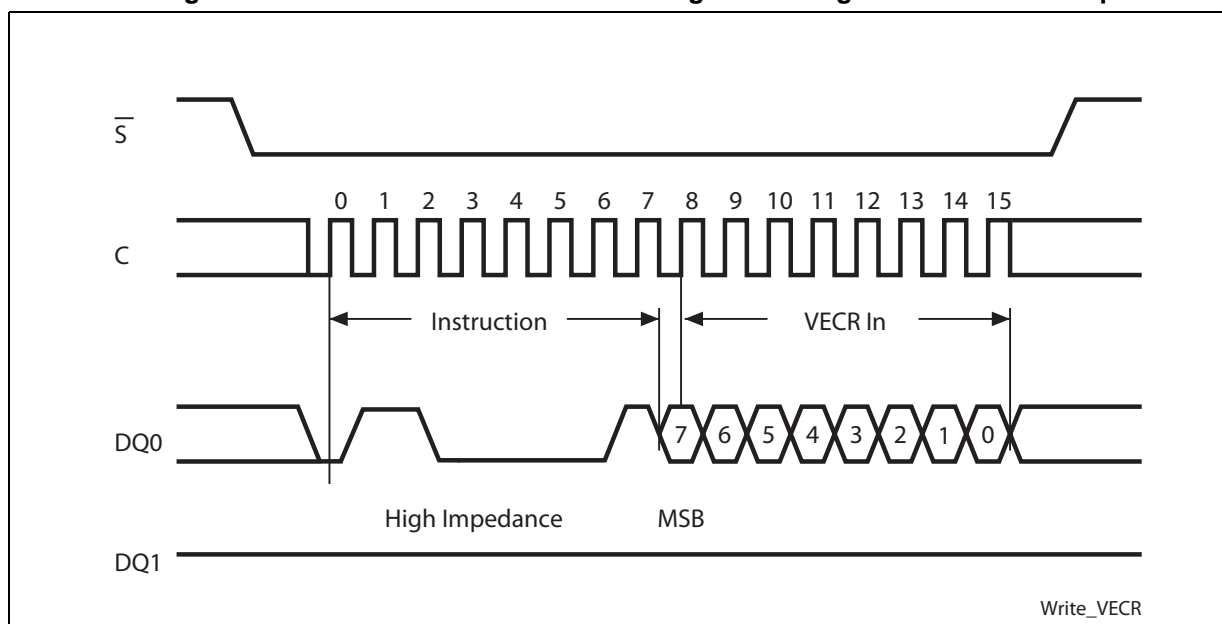 S
0 1 2 3 4 5 6 7 8 9 10 11 12 13 14 15
C
Instruction VECR In
DQ0 7 6 5 4 3 2 1 0
High Impedance MSB
DQ1
Write_VECR